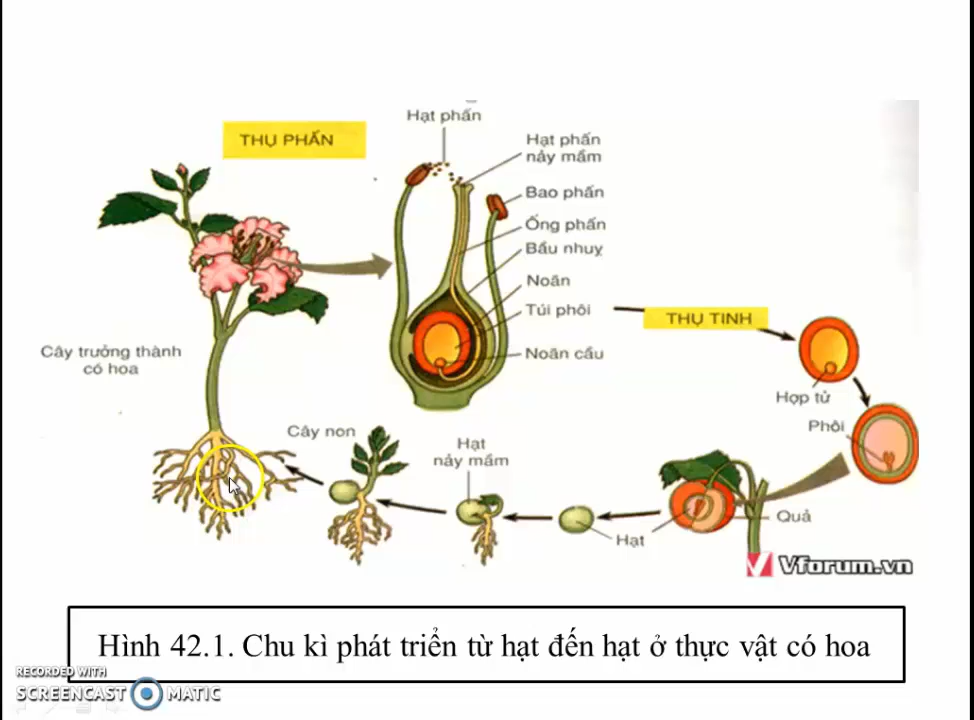 Hạt phấn
THỤ PHẤN
Hạt phấn
nảy mầm
Bao phấn
Ống phấn
Bầu nhuỵ
Noãn
Túi phôi
THỤ TINH
Noãn cầu
Cây trưởng thành
có hoa
Hợp tử
Phôi
Cây non
Hạt
nảy mầm
Quả
Hạt
Vforum.vn
Hình 42.1. Chu kì phát triển từ hạt đến hạt ở thực vật có hoa
RECORDED WITH
SCREENCAST MATIC